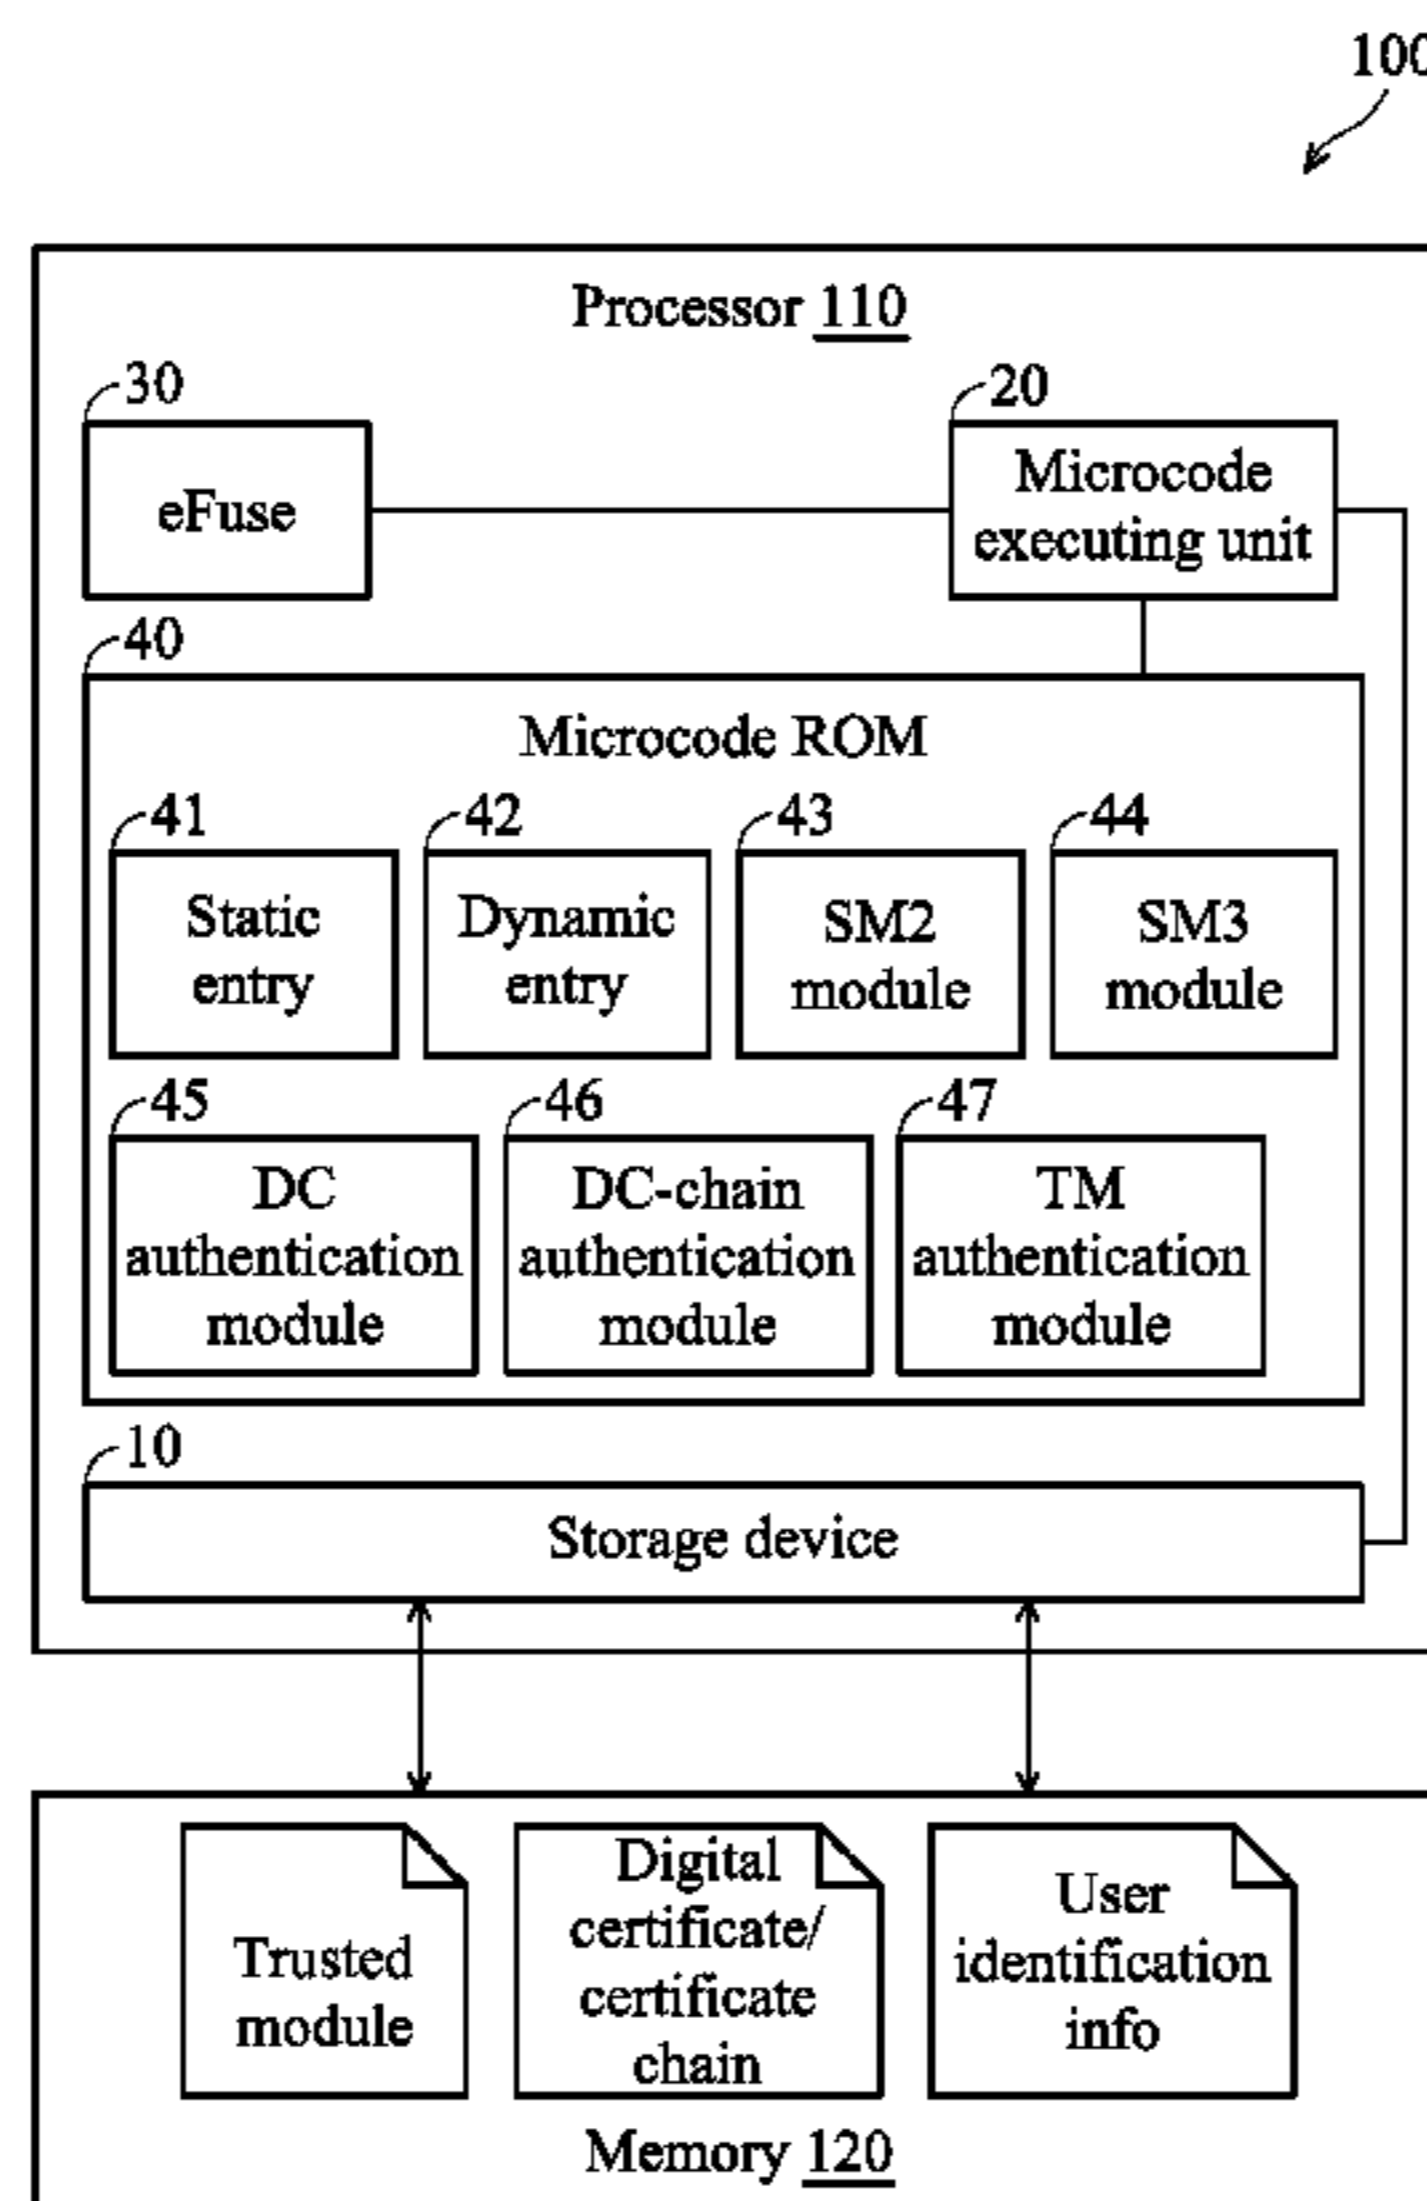 100
Processor 110
30
20
eFuse
Microcode
executing unit
40
Microcode ROM
41
42
43
44
Static
entry
Dynamic
entry
SM2
module
SM3
module
45
46
47
DC
authentication
module
DC-chain
authentication
module
TM
authentication
module
10
Storage device
Trusted
module
Digital
certificate/
certificate
chain
User
identification
info
Memory 120